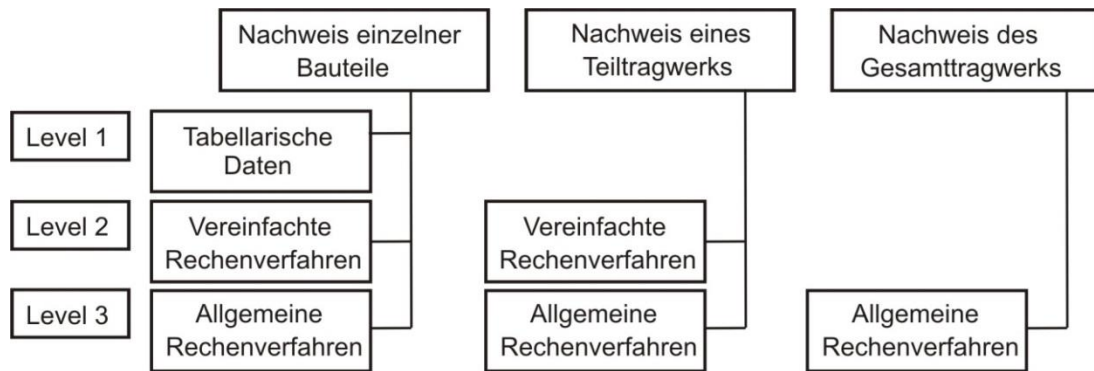 Nachweis einzelner
Bauteile
Nachweis eines
Teiltragwerks
Nachweis des
Gesamttragwerks
Level 1
Tabellarische
Daten
Level 2
Vereinfachte
Rechenverfahren
Vereinfachte
Rechenverfahren
Level 3
Allgemeine
Rechenverfahren
Allgemeine
Rechenverfahren
Allgemeine
Rechenverfahren